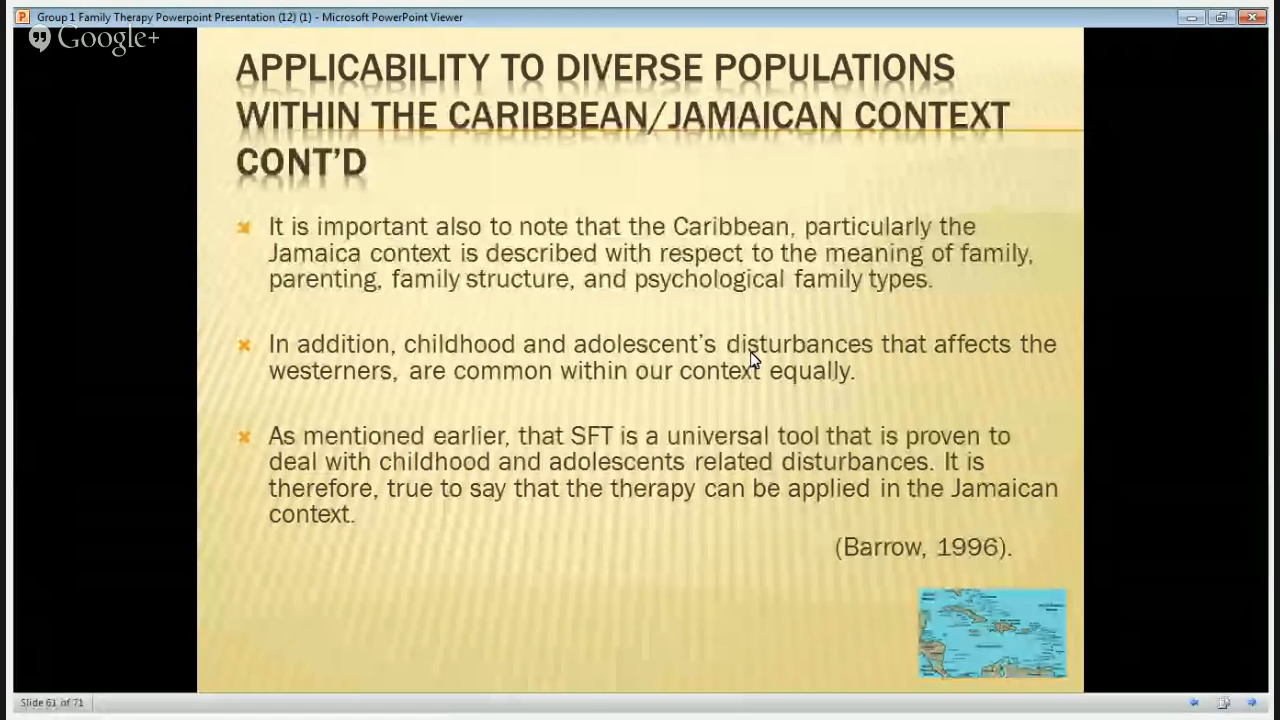 Group 1 Family Therapy Powerpoint Presentation (12) (1) - Microsoft PowerPoint Viewer
Google+
APPLICABILITY TO DIVERSE POPULATIONS
WITHIN THE CARIBBEAN/JAMAICAN CONTEXT
CONT'D
It is important also to note that the Caribbean, particularly the
Jamaica context is described with respect to the meaning of family,
parenting, family structure, and psychological family types.
In addition, childhood and adolescent's disturbances that affects the
westerners, are common within our context equally.
As mentioned earlier, that SFT is a universal tool that is proven to
deal with childhood and adolescents related disturbances. It is
therefore, true to say that the therapy can be applied in the Jamaican
context.
(Barrow, 1996).
Slide 61 of 71